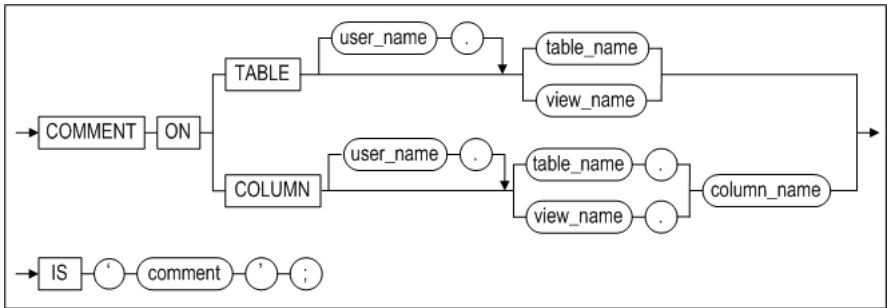 user_name .
table_name
TABLE
view_name
COMMENT ON
user_name .
table_name .
COLUMN
column_name
view_name .
IS ‘ comment ’ ;